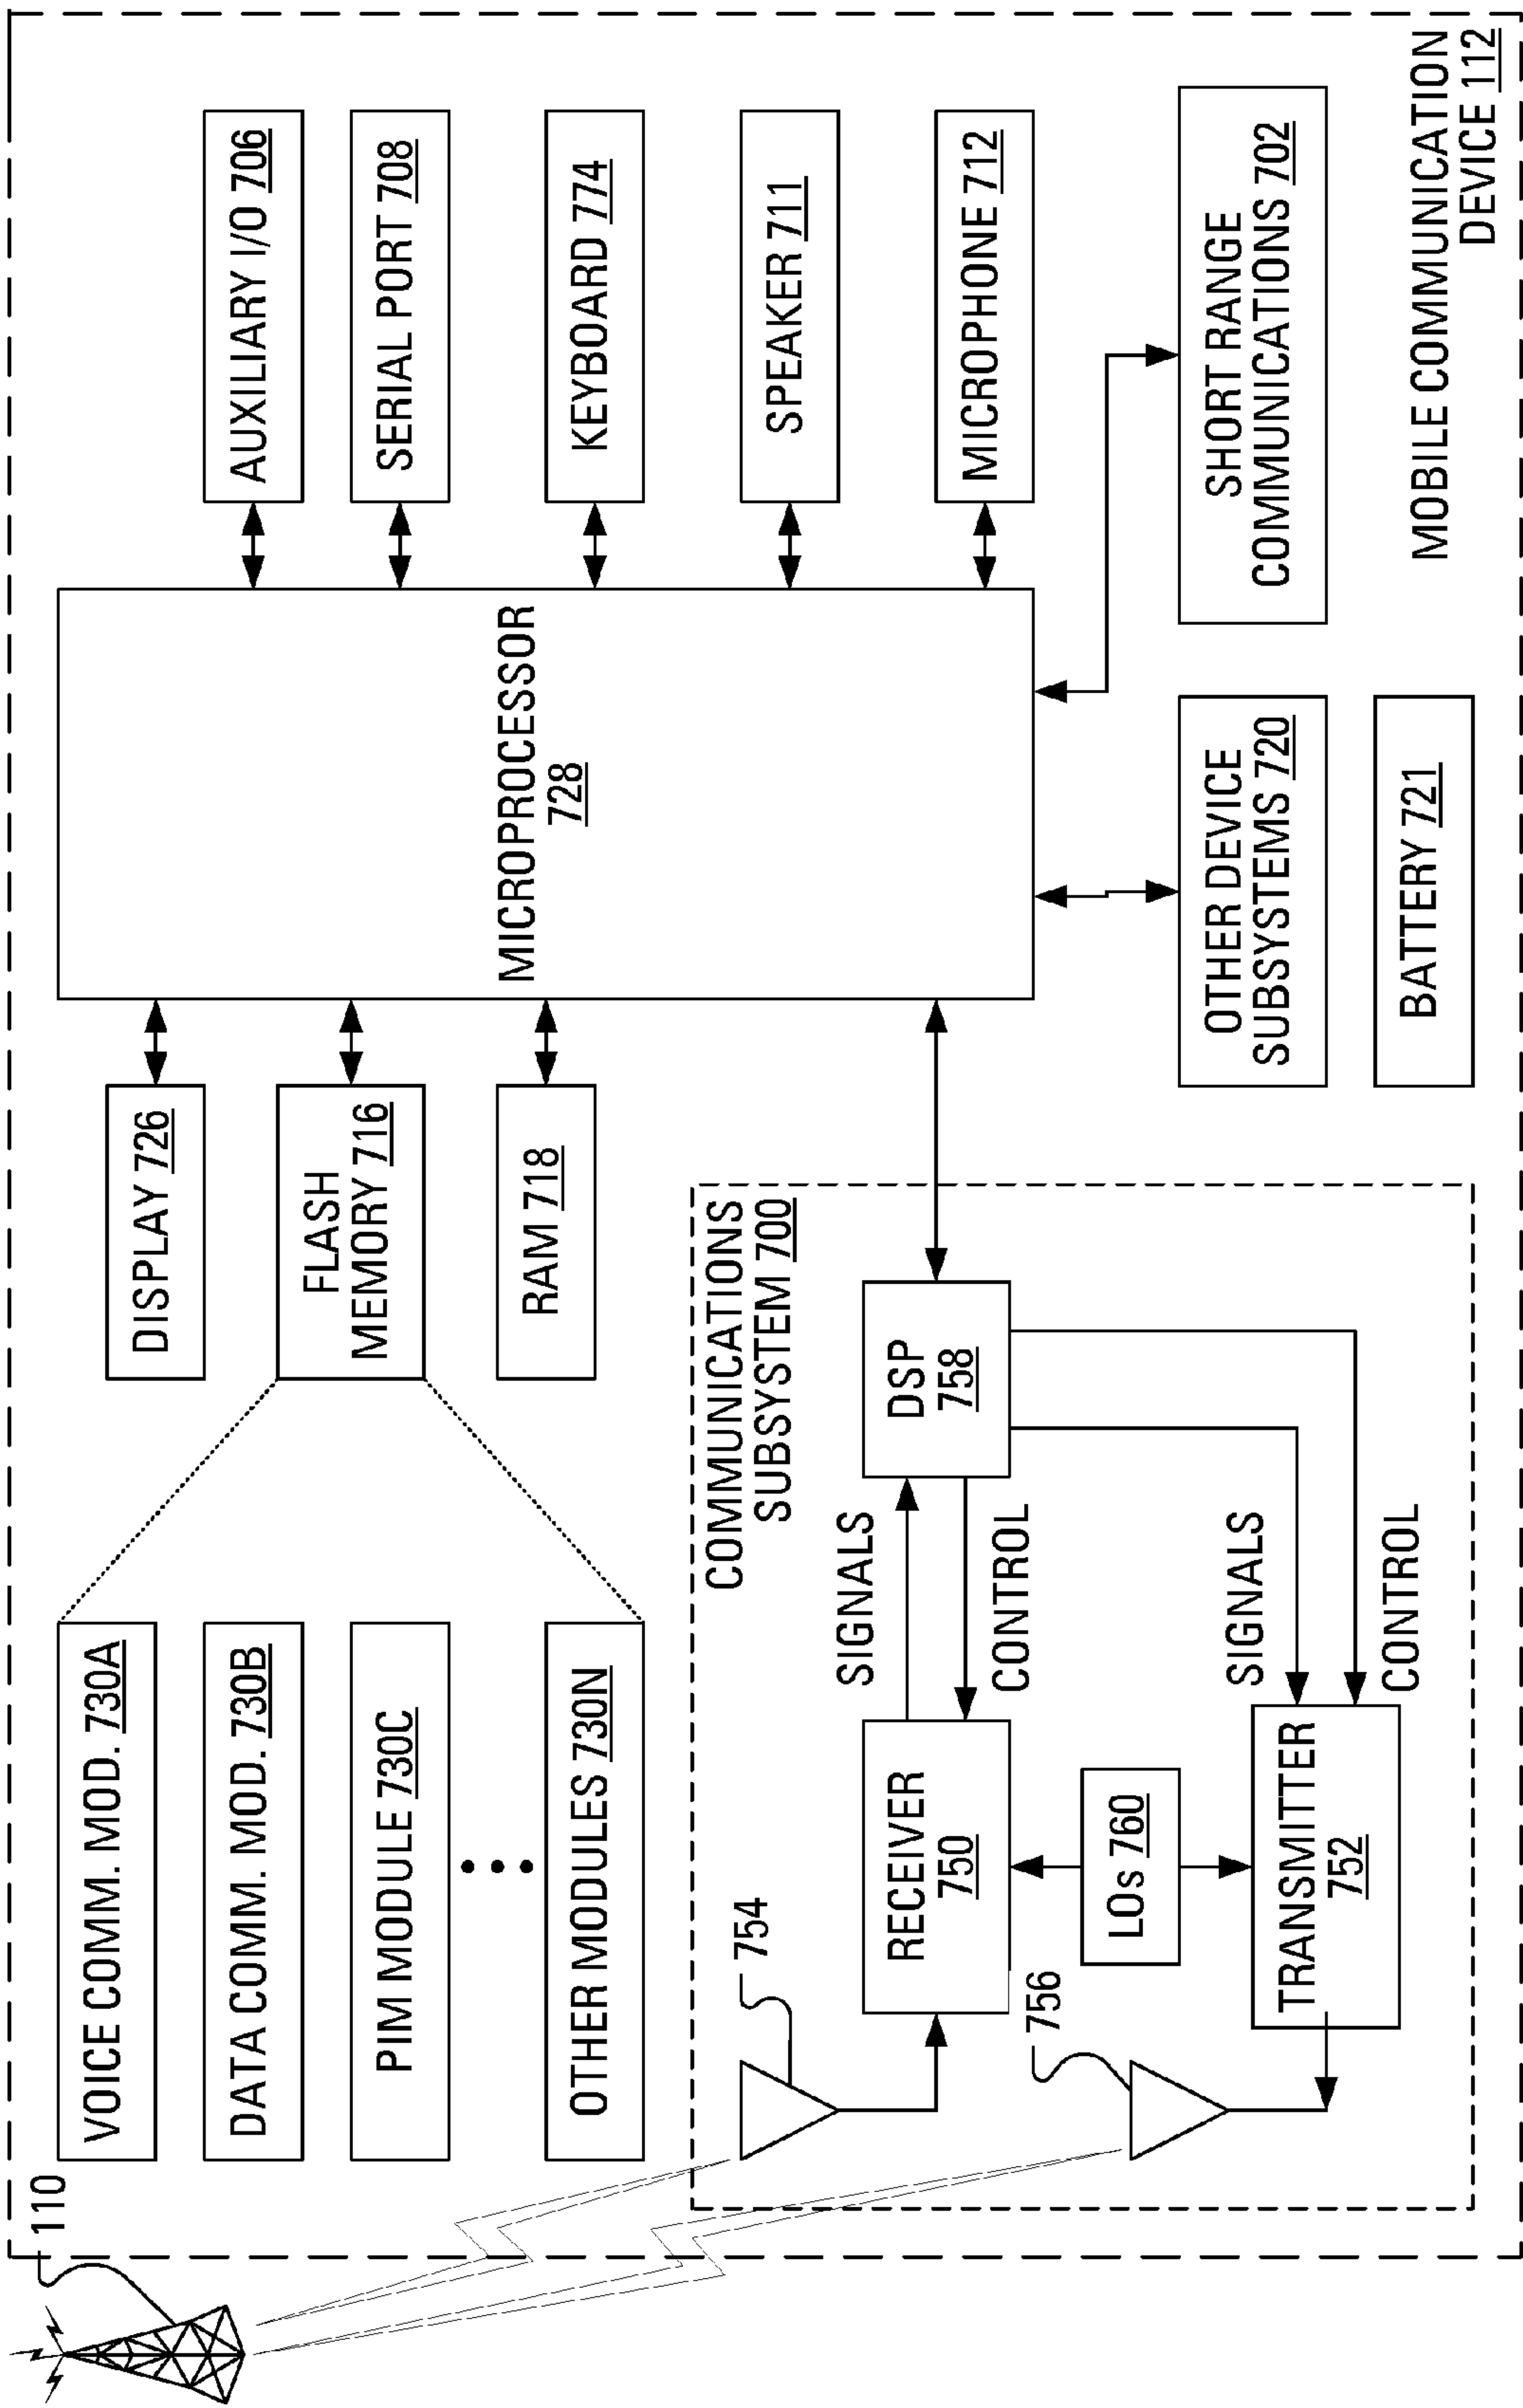 110
VOICE COMM. MOD. 730A
DATA COMM. MOD. 730B
PIM MODULE 730C
OTHER MODULES 730N
DISPLAY 726
FLASH
MEMORY 716
RAM 718
MICROPROCESSOR
728
AUXILIARY I/O 706
SERIAL PORT 708
KEYBOARD 774
SPEAKER 711
MICROPHONE 712
COMMUNICATIONS
SUBSYSTEM 700
754
RECEIVER
750
SIGNALS
CONTROL
DSP
758
756
LOs 760
TRANSMITTER
752
SIGNALS
CONTROL
OTHER DEVICE
SUBSYSTEMS 720
BATTERY 721
SHORT RANGE
COMMUNICATIONS 702
MOBILE COMMUNICATION
DEVICE 112